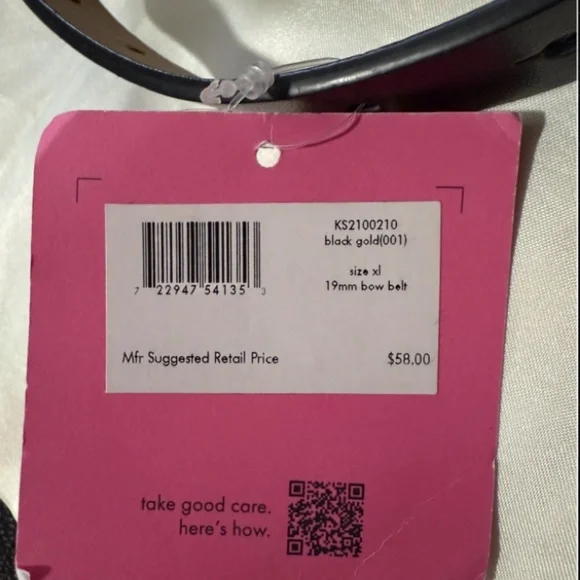 KS2100210
black gold(001)
size xl
19mm bow belt
7 22947 54135 3
Mfr Suggested Retail Price $58.00
take good care.
here's how.